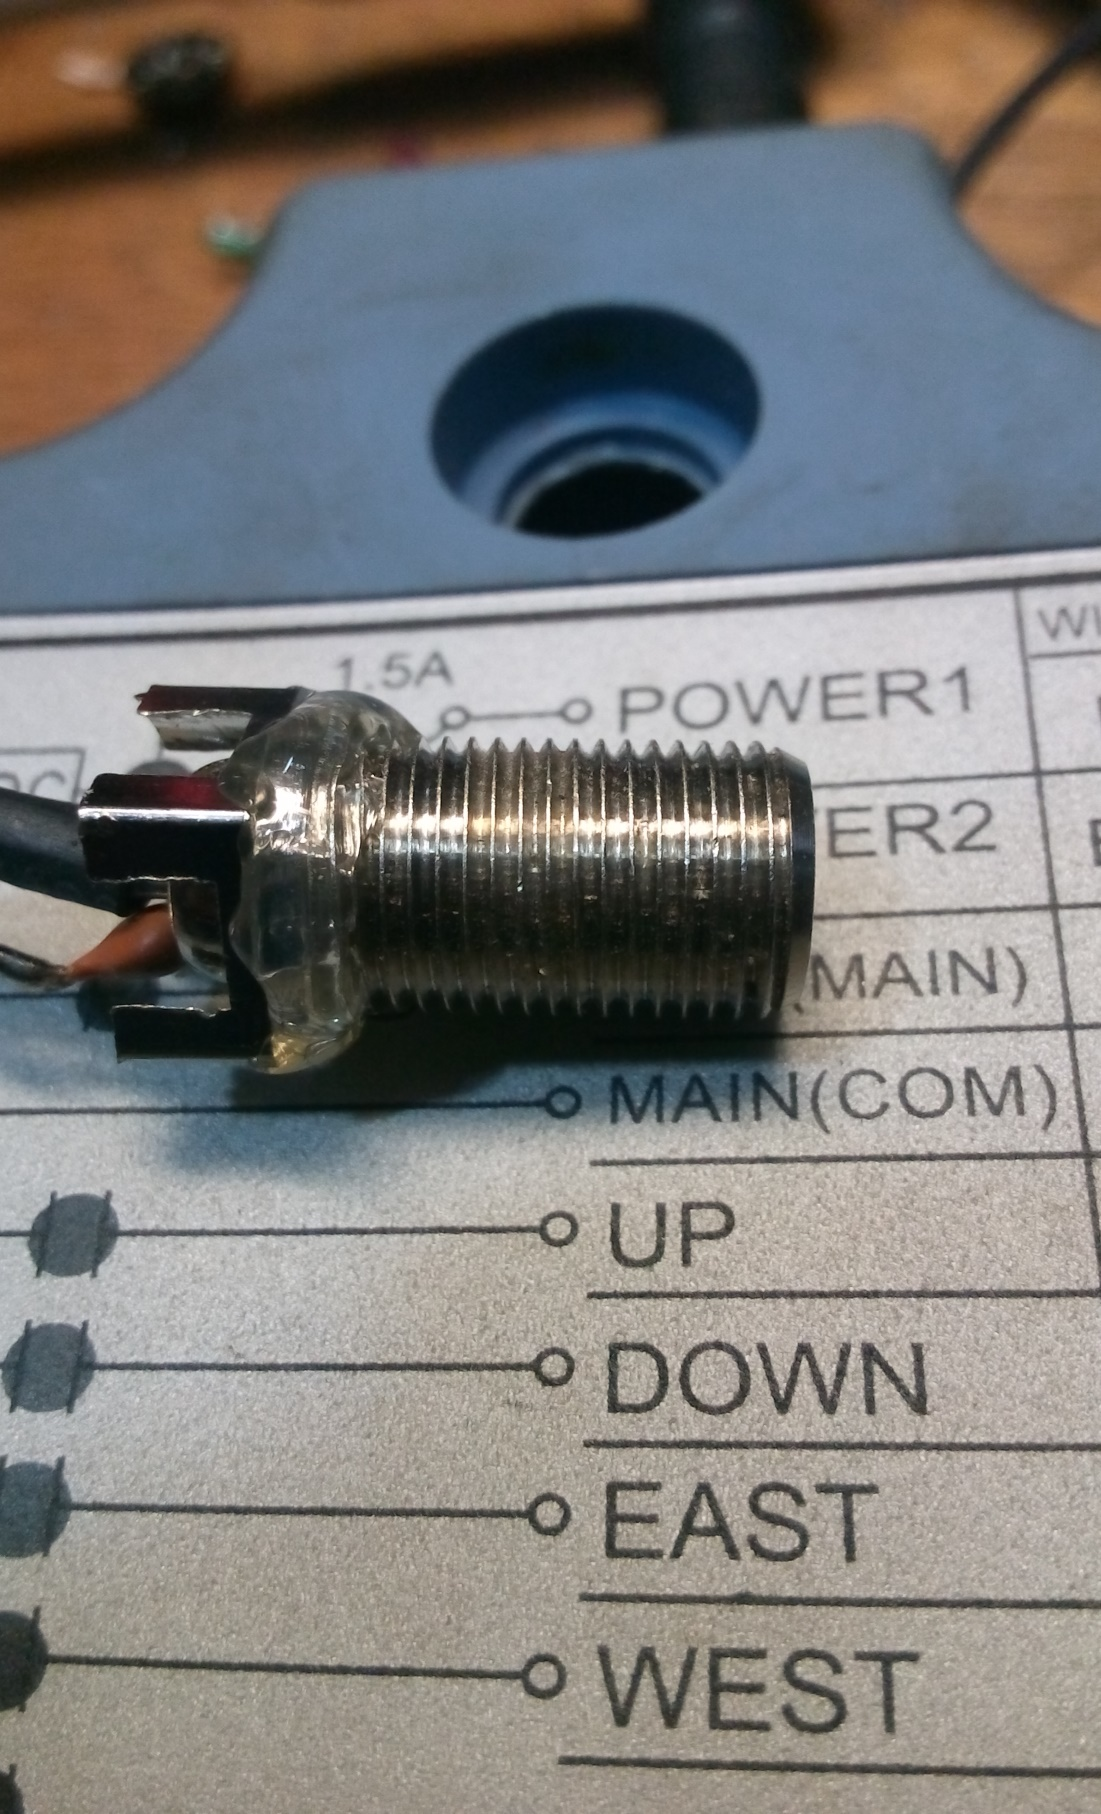 1.5A
POWER1
ER2
(MAIN)
MAIN(COM)
UP
DOWN
EAST
WEST